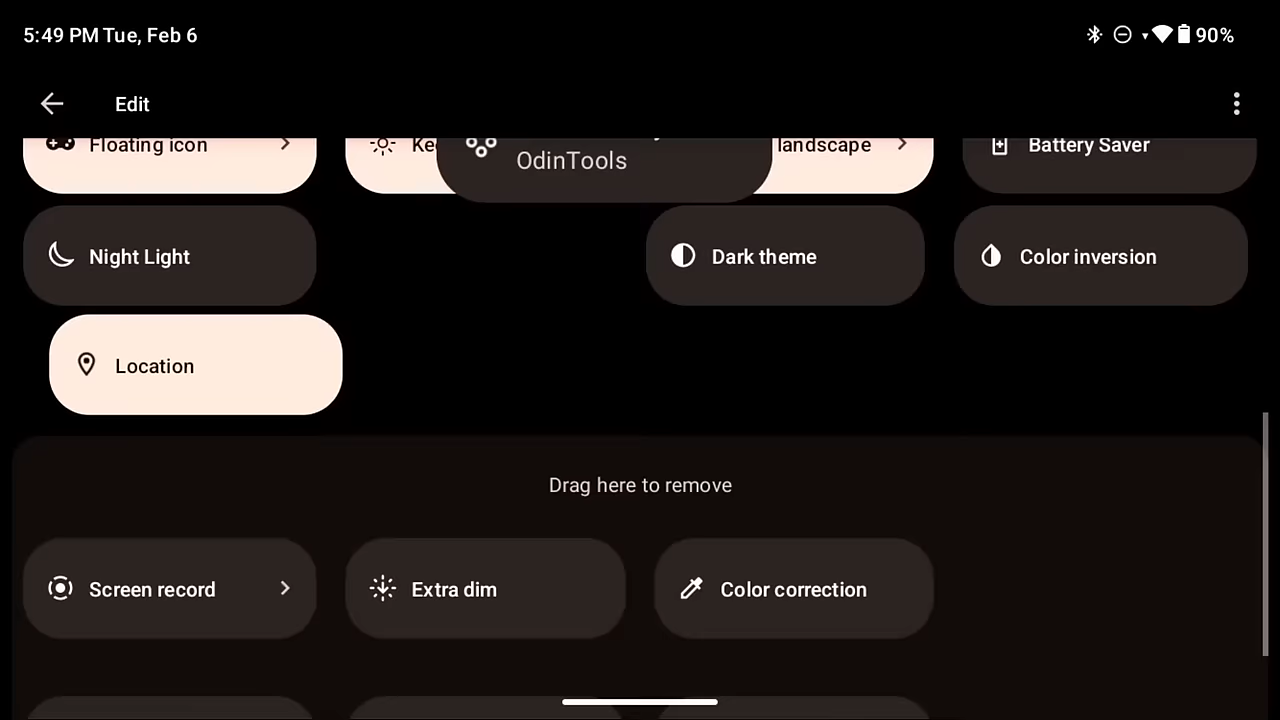 5:49 PM Tue, Feb 6
90%
Edit
Floating icon
Ke
OdinTools
landscape
Battery Saver
Night Light
Dark theme
Color inversion
Location
Drag here to remove
Screen record
Extra dim
Color correction